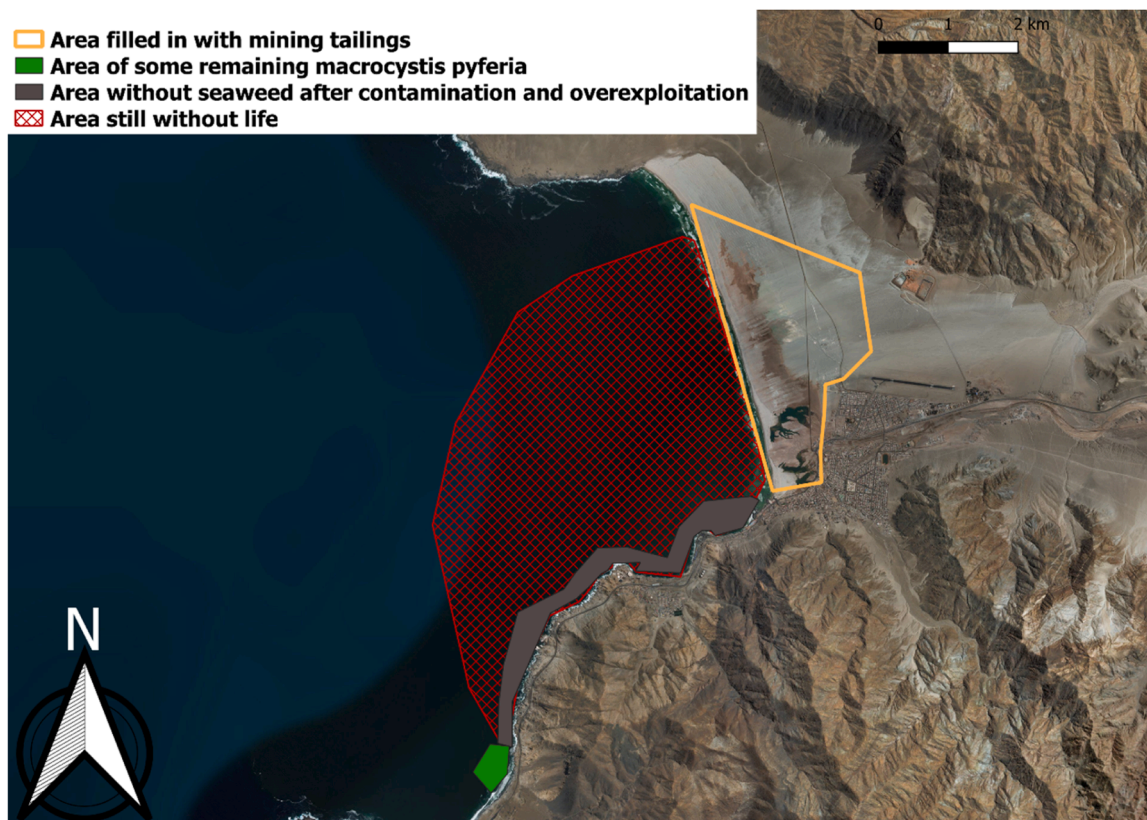 Area filled in with mining tailings
Area of some remaining macrocystis pyferia
Area without seaweed after contamination and overexploitation
Area still without life
0 1 2 km
N